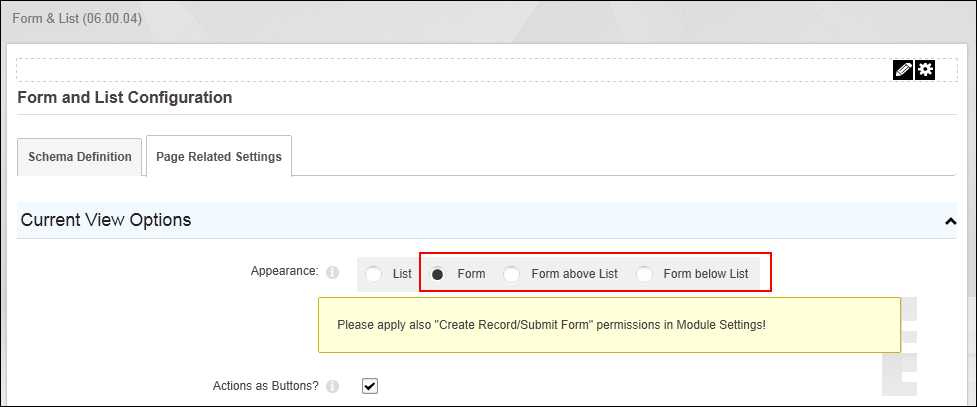 Form & List (06.00.04)
Form and List Configuration
Schema Definition Page Related Settings
Current View Options
Appearance: List Form Form above List Form below List
Please apply also "Create Record/Submit Form" permissions in Module Settings!
Actions as Buttons?